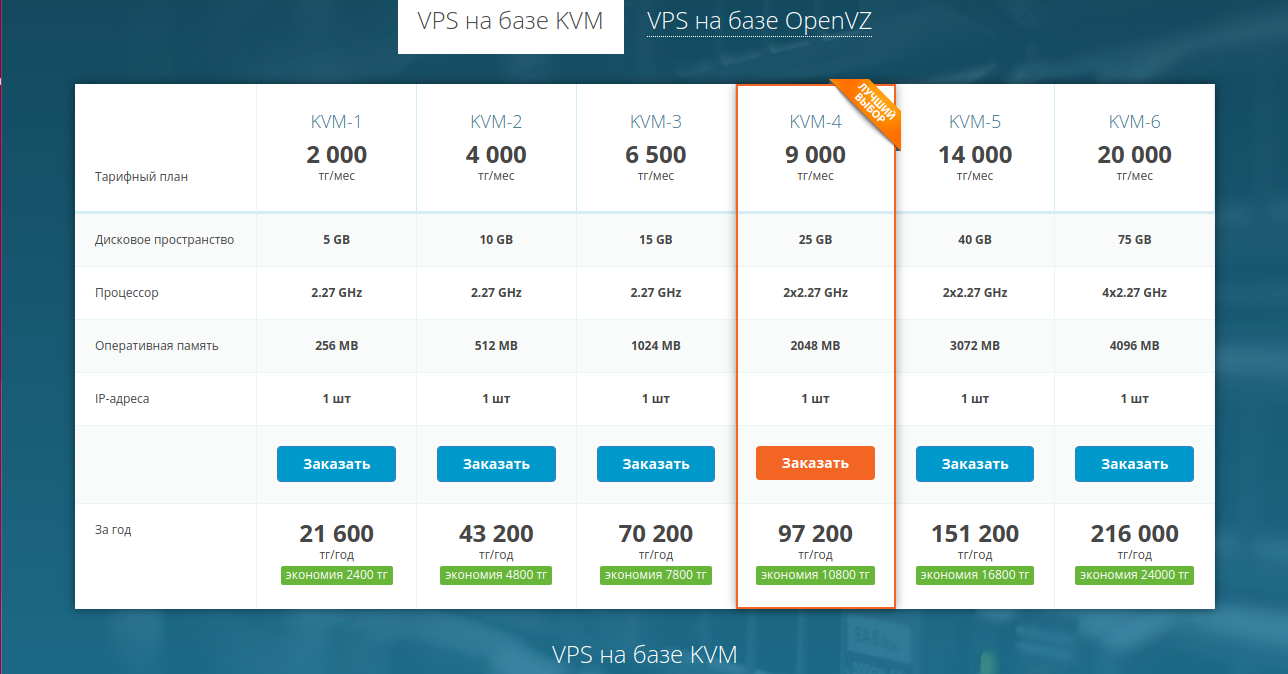 VPS на базе KVM VPS на базе OpenVZ
ЛУЧШИЙ
ВЫБОР
KVM-1 KVM-2 KVM-3 KVM-4 KVM-5 KVM-6
2 000 4 000 6 500 9 000 14 000 20 000
Тарифный план тг/мес тг/мес тг/мес тг/мес тг/мес тг/мес
Дисковое пространство 5 GB 10 GB 15 GB 25 GB 40 GB 75 GB
Процессор 2.27 GHz 2.27 GHz 2.27 GHz 2x2.27 GHz 2x2.27 GHz 4x2.27 GHz
Оперативная память 256 MB 512 MB 1024 MB 2048 MB 3072 MB 4096 MB
IP-адреса 1 шт 1 шт 1 шт 1 шт 1 шт 1 шт
Заказать Заказать Заказать Заказать Заказать Заказать
За год 21 600 43 200 70 200 97 200 151 200 216 000
тг/год тг/год тг/год тг/год тг/год тг/год
экономия 2400 тг экономия 4800 тг экономия 7800 тг экономия 10800 тг экономия 16800 тг экономия 24000 тг
SAS
VPS на базе KVM